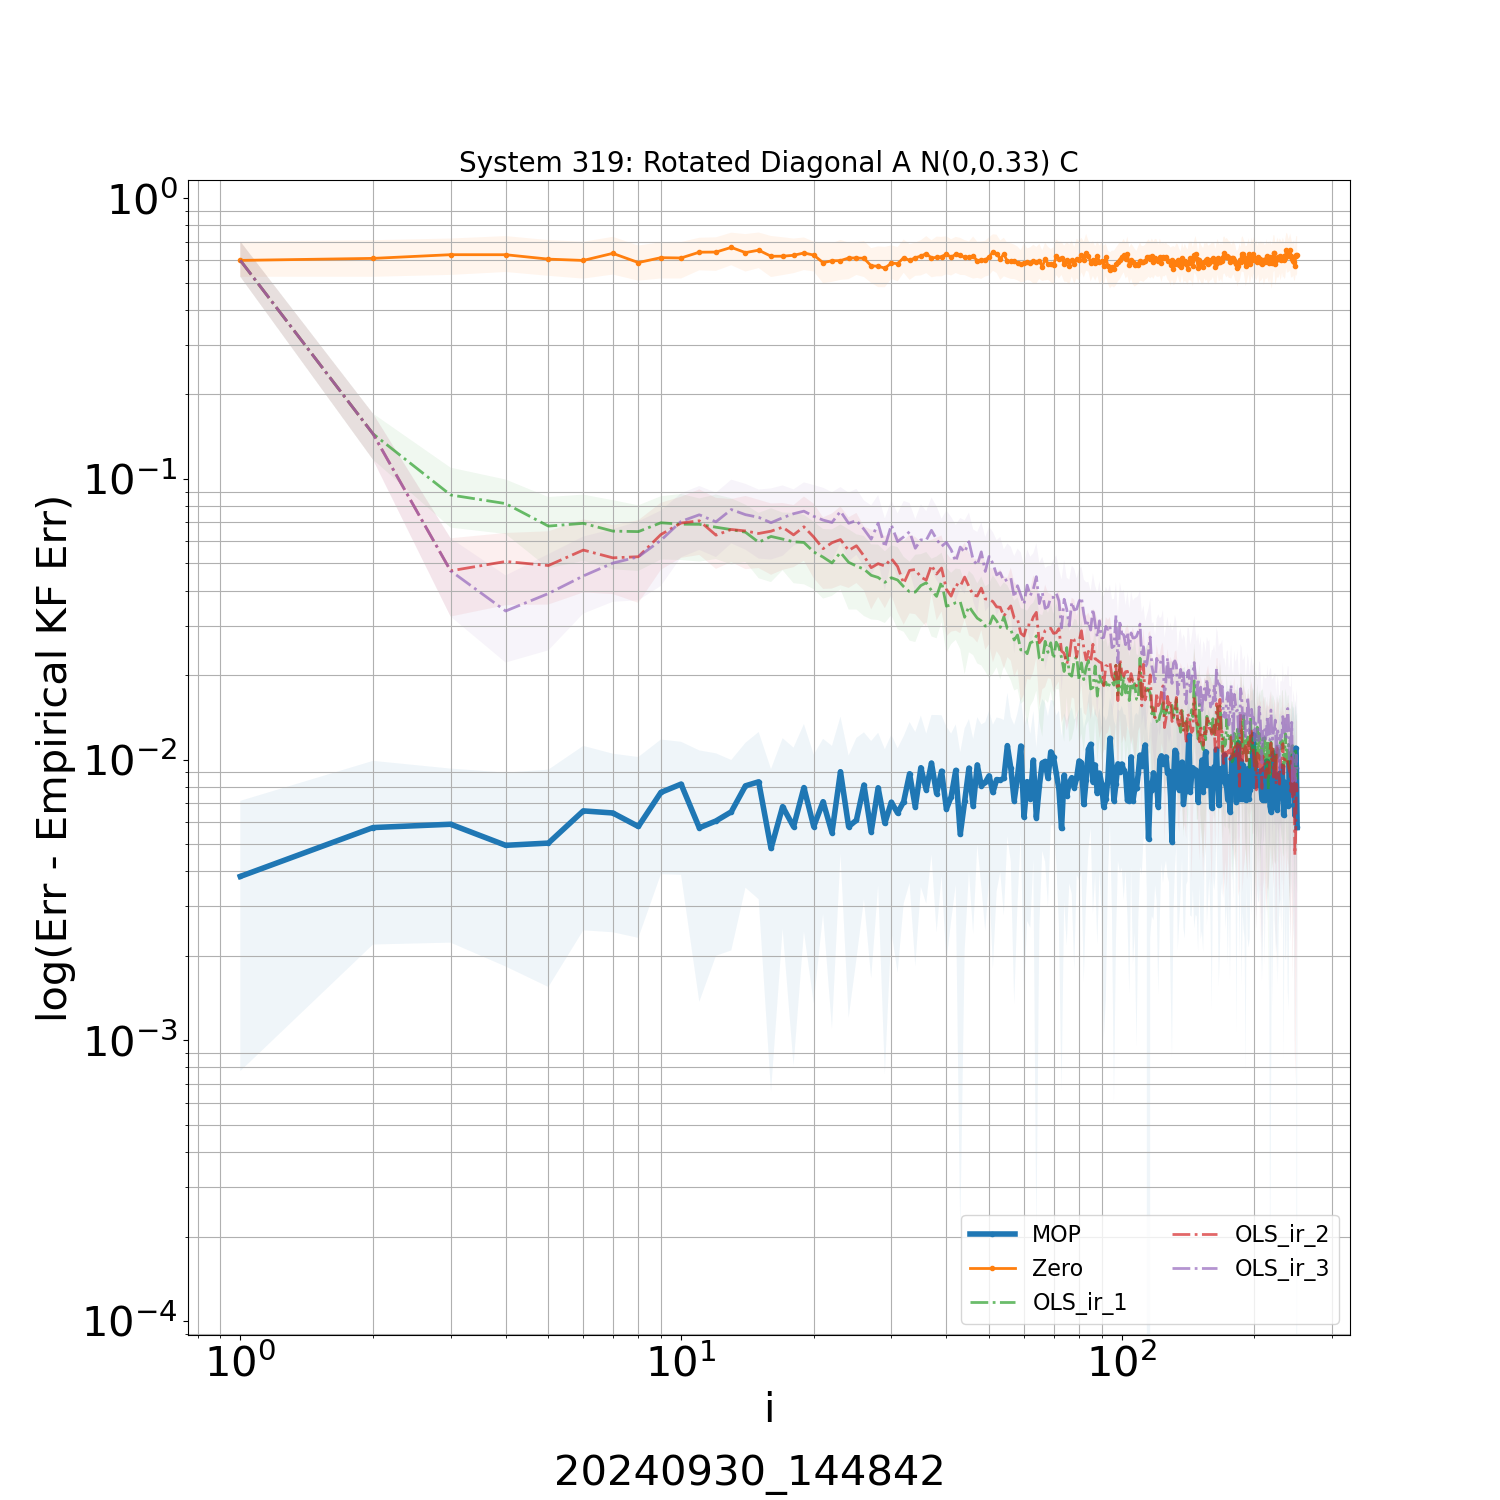 System 319: Rotated Diagonal A N(0,0.33) C
log(Err - Empirical KF Err)
10^0
10^-1
10^-2
10^-3
10^-4
10^0 10^1 10^2
i
20240930_144842
MOP
Zero
OLS_ir_1
OLS_ir_2
OLS_ir_3